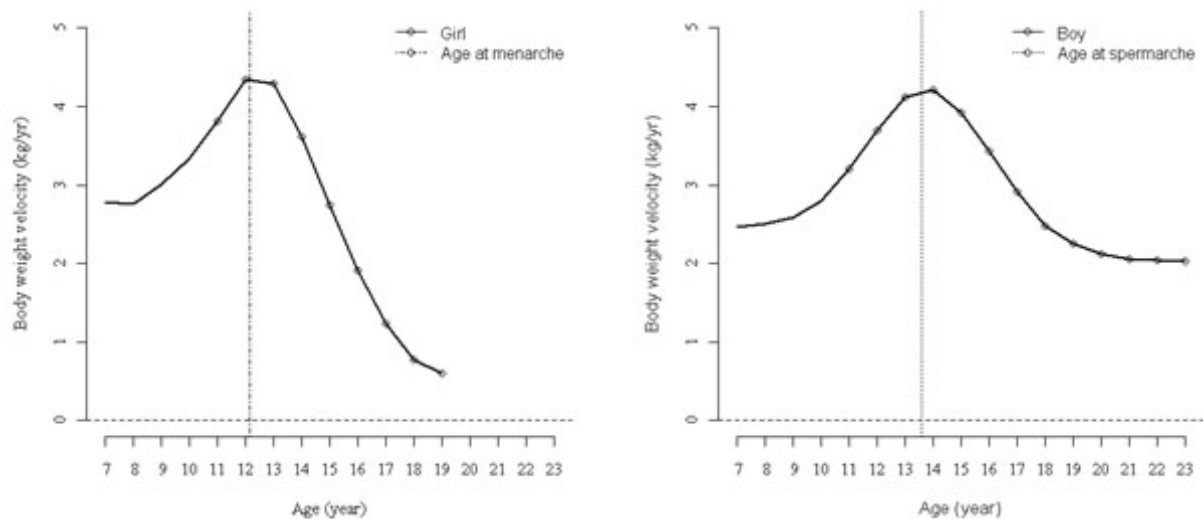 5
4
3
2
1
0
Body weight velocity (kg/yr)
Girl
Age at menarche
7 8 9 10 11 12 13 14 15 16 17 18 19 20 21 22 23
Age (year)
5
4
3
2
1
0
Body weight velocity (kg/yr)
Boy
Age at spermarche
7 8 9 10 11 12 13 14 15 16 17 18 19 20 21 22 23
Age (year)